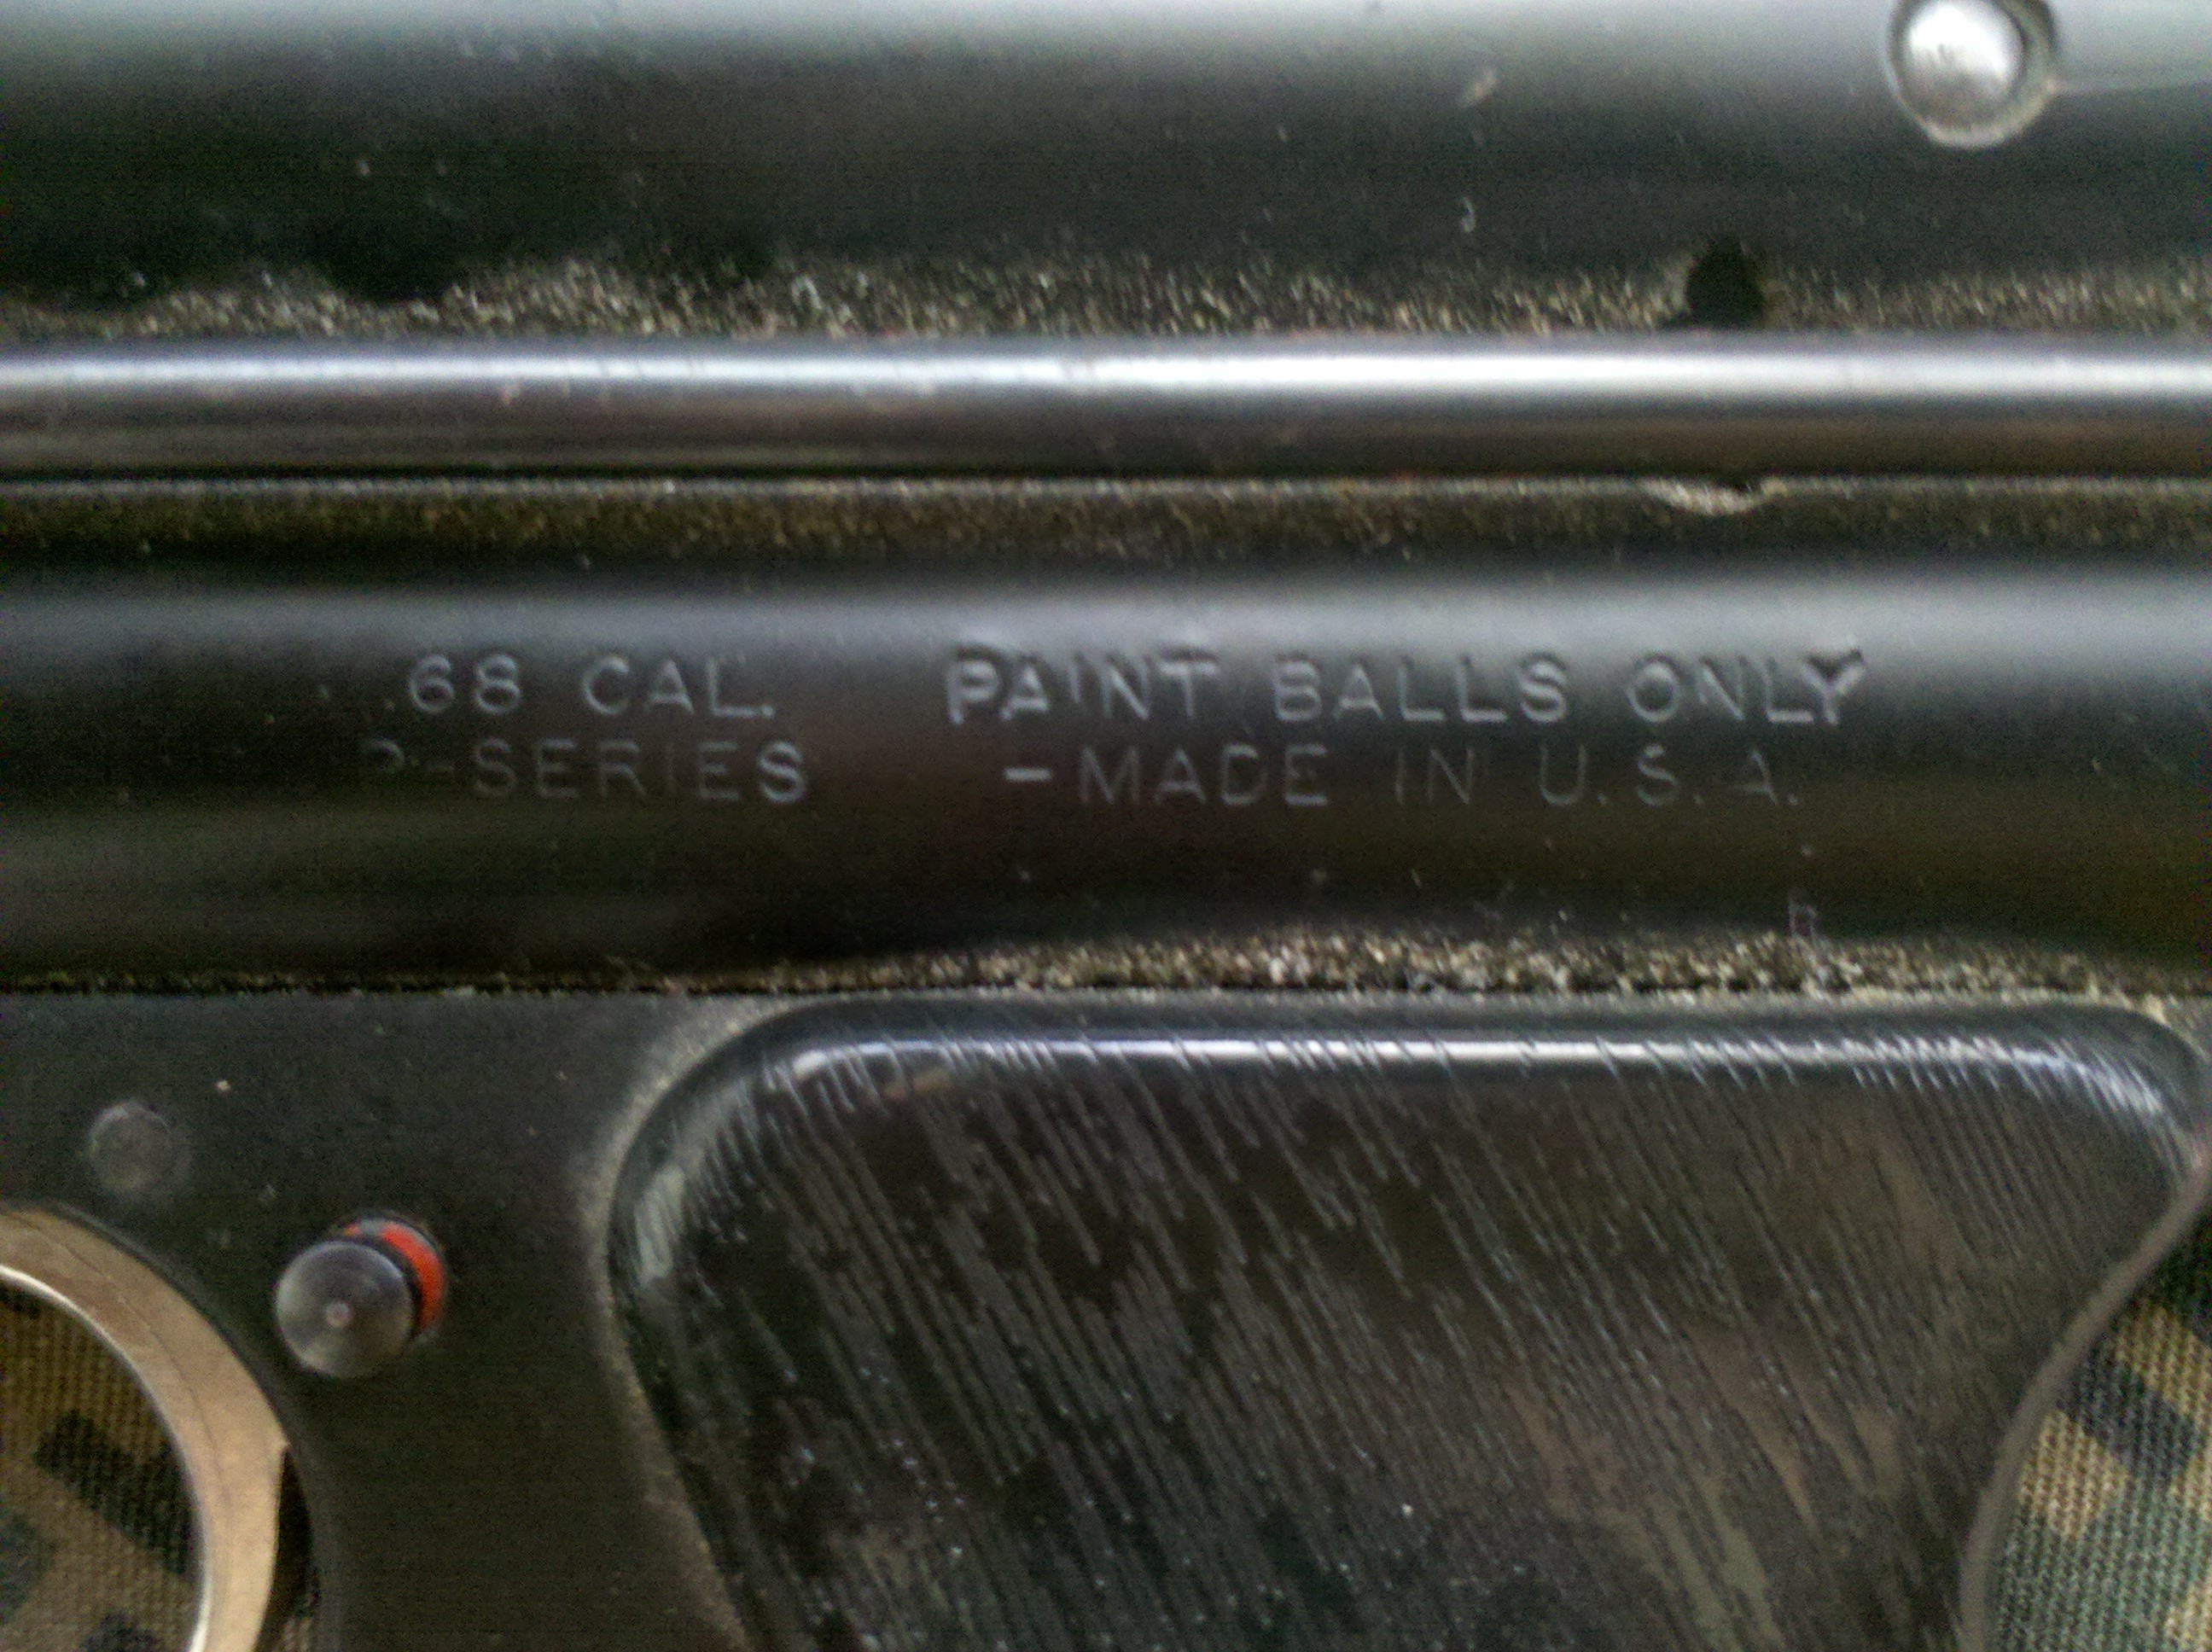 .68 CAL. PAINT BALLS ONLY
P-SERIES -MADE IN U.S.A.